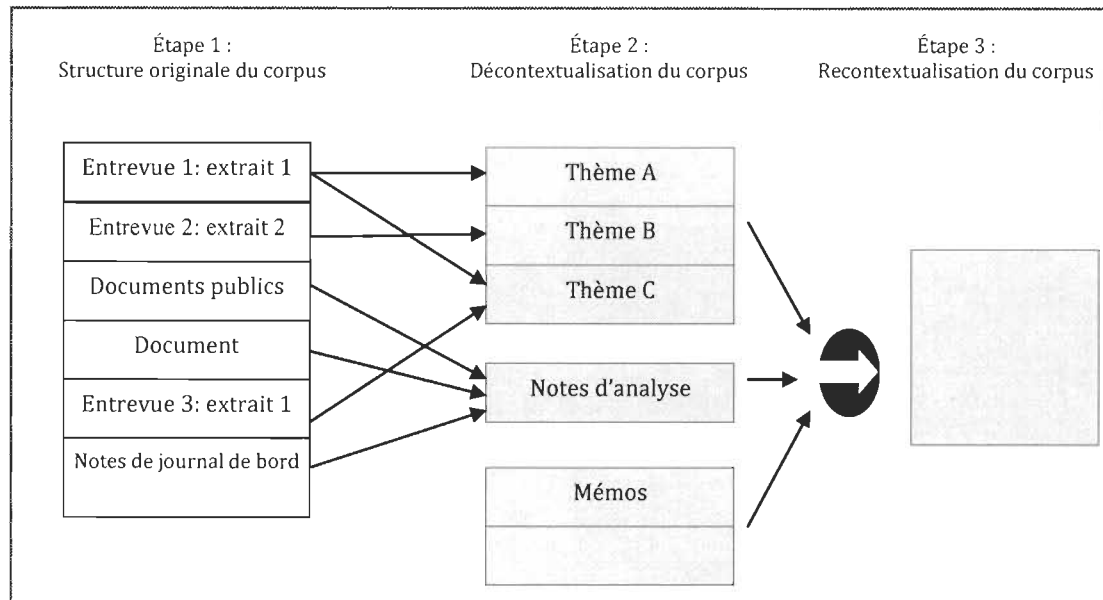 Étape 1 :
Structure originale du corpus
Étape 2 :
Décontextualisation du corpus
Étape 3 :
Recontextualisation du corpus
Entrevue 1: extrait 1
Entrevue 2: extrait 2
Documents publics
Document
Entrevue 3: extrait 1
Notes de journal de bord
Thème A
Thème B
Thème C
Notes d'analyse
Mémos